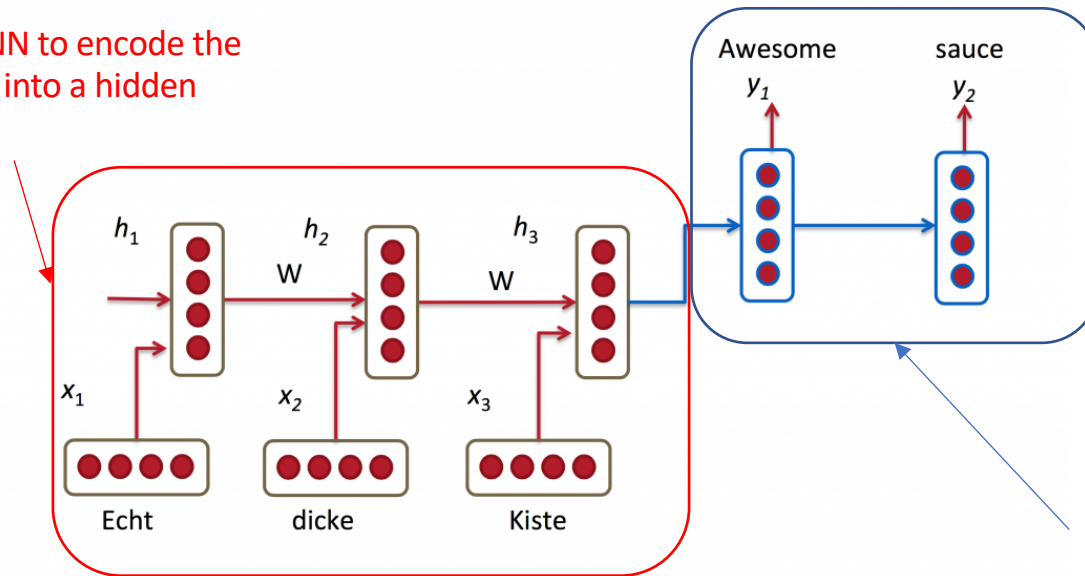 NN to encode the
into a hidden
Awesome sauce
y1 y2
h1 h2 h3
W W
x1 x2 x3
Echt dicke Kiste